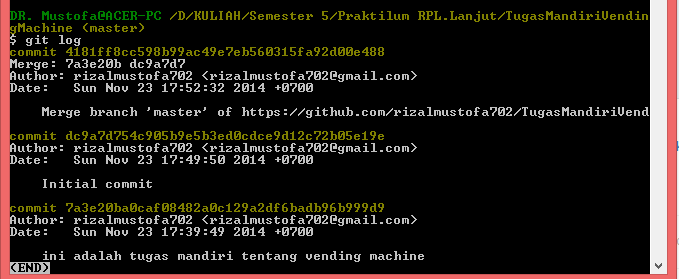 DR. Mustofa@ACER-PC /D/KULIAH/Semester 5/Praktilum RPL.Lanjut/TugasMandiriVendin
gMachine (master)
$ git log
commit 4181ff8cc598b99ac49e7eb560315fa92d00e488
Merge: 7a3e20b dc9a7d7
Author: rizalmustofa702 <rizalmustofa702@gmail.com>
Date:   Sun Nov 23 17:52:32 2014 +0700
    Merge branch 'master' of https://github.com/rizalmustofa702/TugasMandiriVend
commit dc9a7d754c905b9e5b3ed0cdce9d12c72b05e19e
Author: rizalmustofa702 <rizalmustofa702@gmail.com>
Date:   Sun Nov 23 17:49:50 2014 +0700
    Initial commit
commit 7a3e20ba0caf08482a0c129a2df6badb96b999d9
Author: rizalmustofa702 <rizalmustofa702@gmail.com>
Date:   Sun Nov 23 17:39:49 2014 +0700
    ini adalah tugas mandiri tentang vending machine
(END)